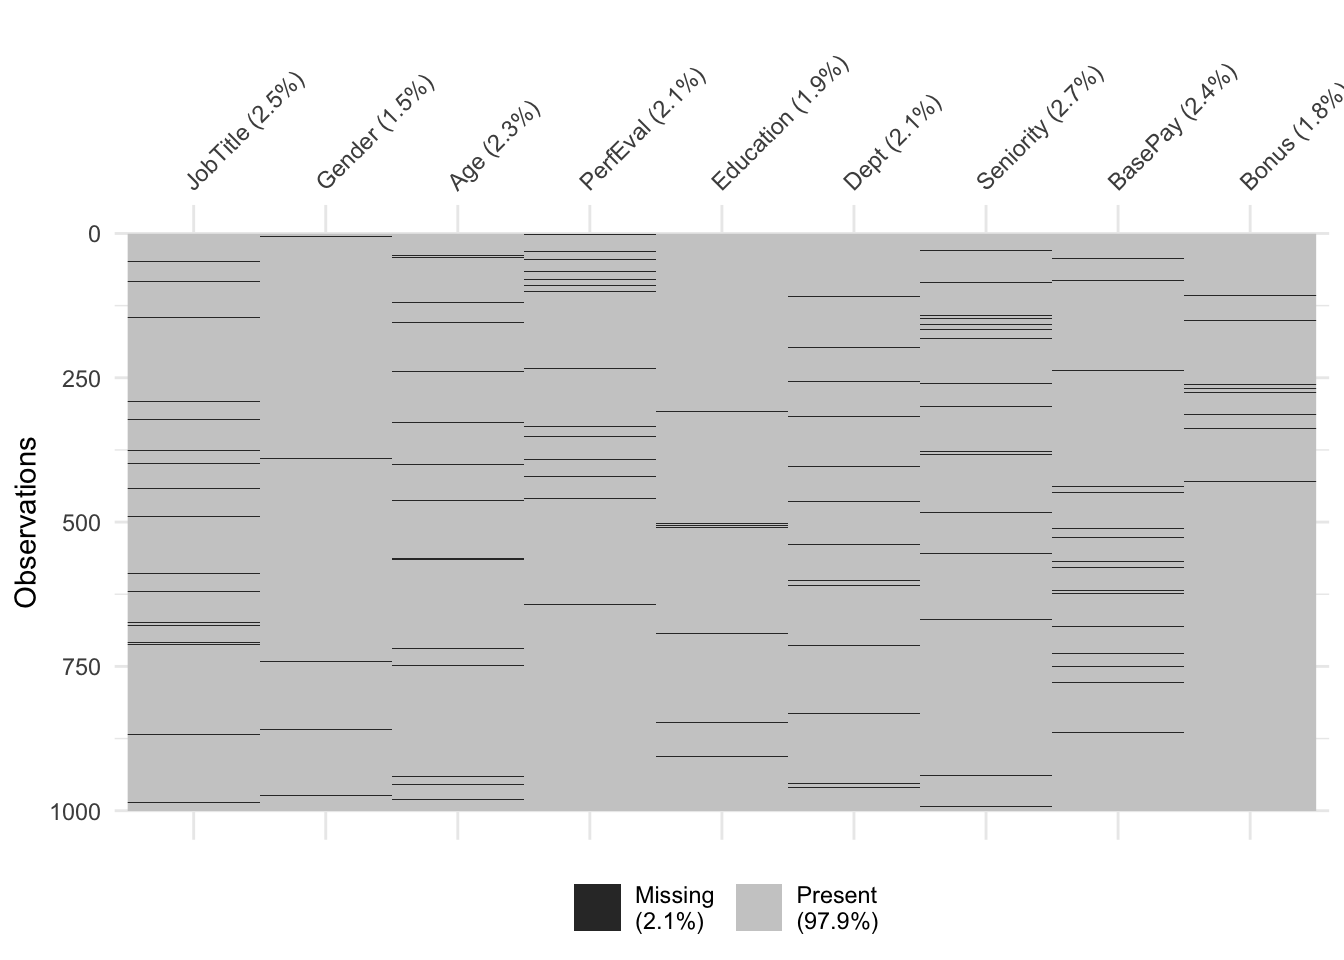 JobTitle (2.5%)
Gender (1.5%)
Age (2.3%)
PerfEval (2.1%)
Education (1.9%)
Dept (2.1%)
Seniority (2.7%)
BasePay (2.4%)
Bonus (1.8%)
0
250
500
750
1000
Observations
Missing
(2.1%)
Present
(97.9%)